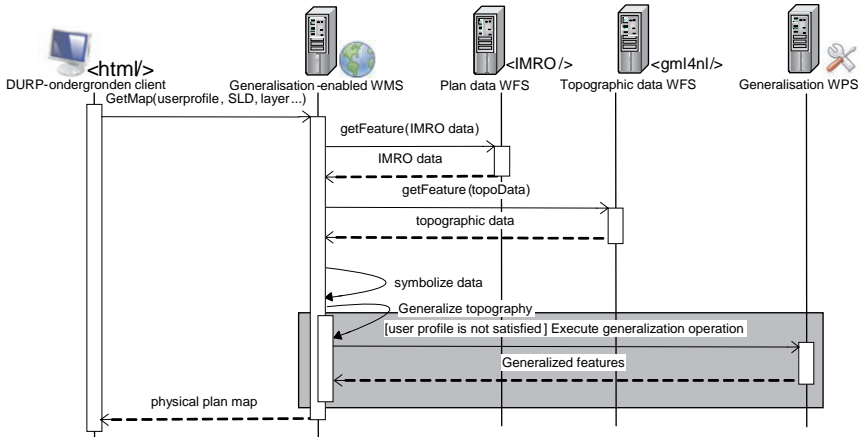 <html/>
<IMRO/>
<gml4nl/>
DURP-ondergronden client
Generalisation-enabled WMS
Plan data WFS
Topographic data WFS
Generalisation WPS
GetMap(userprofile, SLD, layer...)
getFeature(IMRO data)
IMRO data
getFeature(topoData)
topographic data
symbolize data
Generalize topography
[user profile is not satisfied] Execute generalization operation
Generalized features
physical plan map